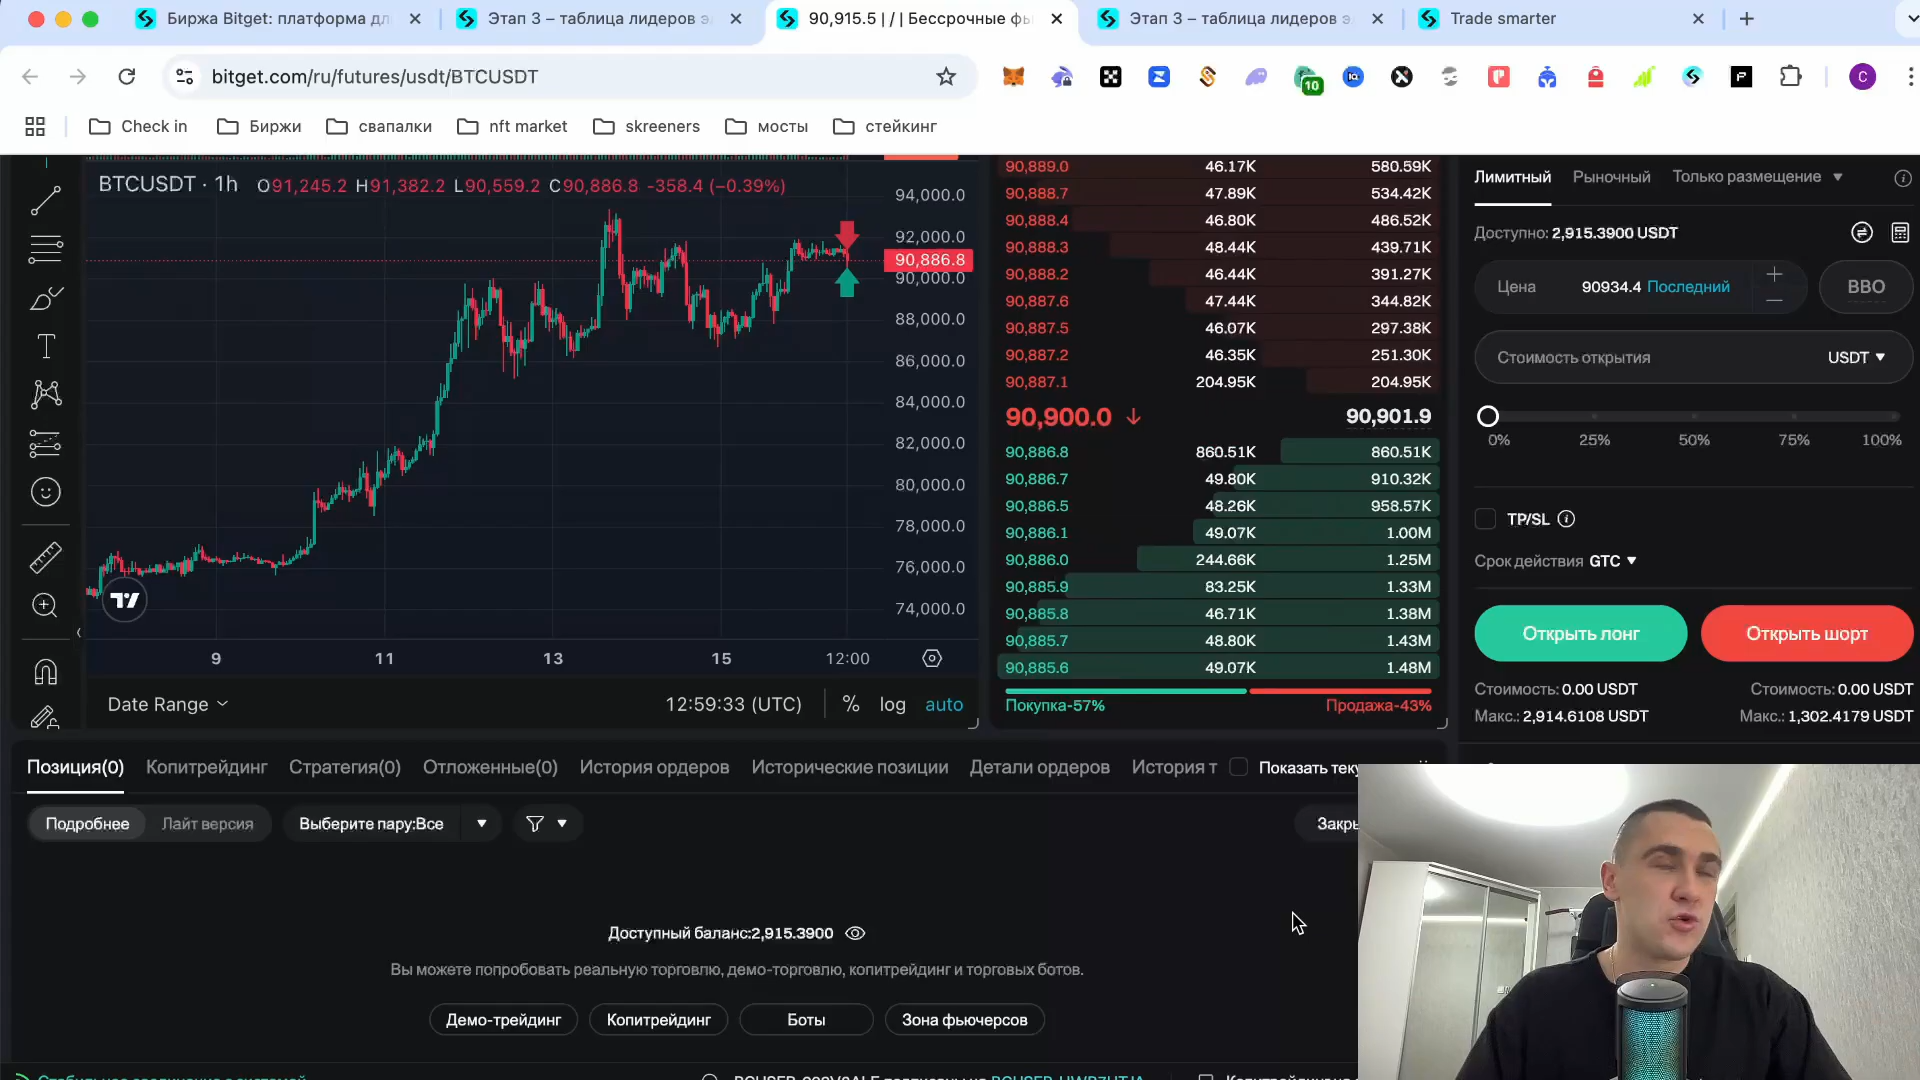 Биржа Bitget: платформа дл
Этап 3 – таблица лидеров э
90,915.5 | / | Бессрочные фь
Этап 3 – таблица лидеров э
Trade smarter
bitget.com/ru/futures/usdt/BTCUSDT
10
C
Check in
Биржи
свапалки
nft market
skreeners
мосты
стейкинг
BTCUSDT · 1h O91,245.2 H91,382.2 L90,559.2 C90,886.8 -358.4 (−0.39%)
94,000.0
92,000.0
90,886.8
90,000.0
88,000.0
86,000.0
84,000.0
82,000.0
80,000.0
78,000.0
76,000.0
74,000.0
9 11 13 15 12:00
Date Range
12:59:33 (UTC) % log auto
90,889.0 46.17K 580.59K
90,888.7 47.89K 534.42K
90,888.4 46.80K 486.52K
90,888.3 48.44K 439.71K
90,888.2 46.44K 391.27K
90,887.6 47.44K 344.82K
90,887.5 46.07K 297.38K
90,887.2 46.35K 251.30K
90,887.1 204.95K 204.95K
90,900.0 90,901.9
90,886.8 860.51K 860.51K
90,886.7 49.80K 910.32K
90,886.5 48.26K 958.57K
90,886.1 49.07K 1.00M
90,886.0 244.66K 1.25M
90,885.9 83.25K 1.33M
90,885.8 46.71K 1.38M
90,885.7 48.80K 1.43M
90,885.6 49.07K 1.48M
Покупка-57% Продажа-43%
Лимитный Рыночный Только размещение
Доступно: 2,915.3900 USDT
Цена 90934.4 Последний
BBO
Стоимость открытия USDT
0% 25% 50% 75% 100%
TP/SL
Срок действия GTC
Открыть лонг Открыть шорт
Стоимость: 0.00 USDT Стоимость: 0.00 USDT
Макс.: 2,914.6108 USDT Макс.: 1,302.4179 USDT
Позиция(0) Копитрейдинг Стратегия(0) Отложенные(0) История ордеров Исторические позиции Детали ордеров История т Показать теку
Подробнее Лайт версия Выберите пару:Все
Закры
Доступный баланс:2,915.3900
Вы можете попробовать реальную торговлю, демо-торговлю, копитрейдинг и торговых ботов.
Демо-трейдинг Копитрейдинг Боты Зона фьючерсов